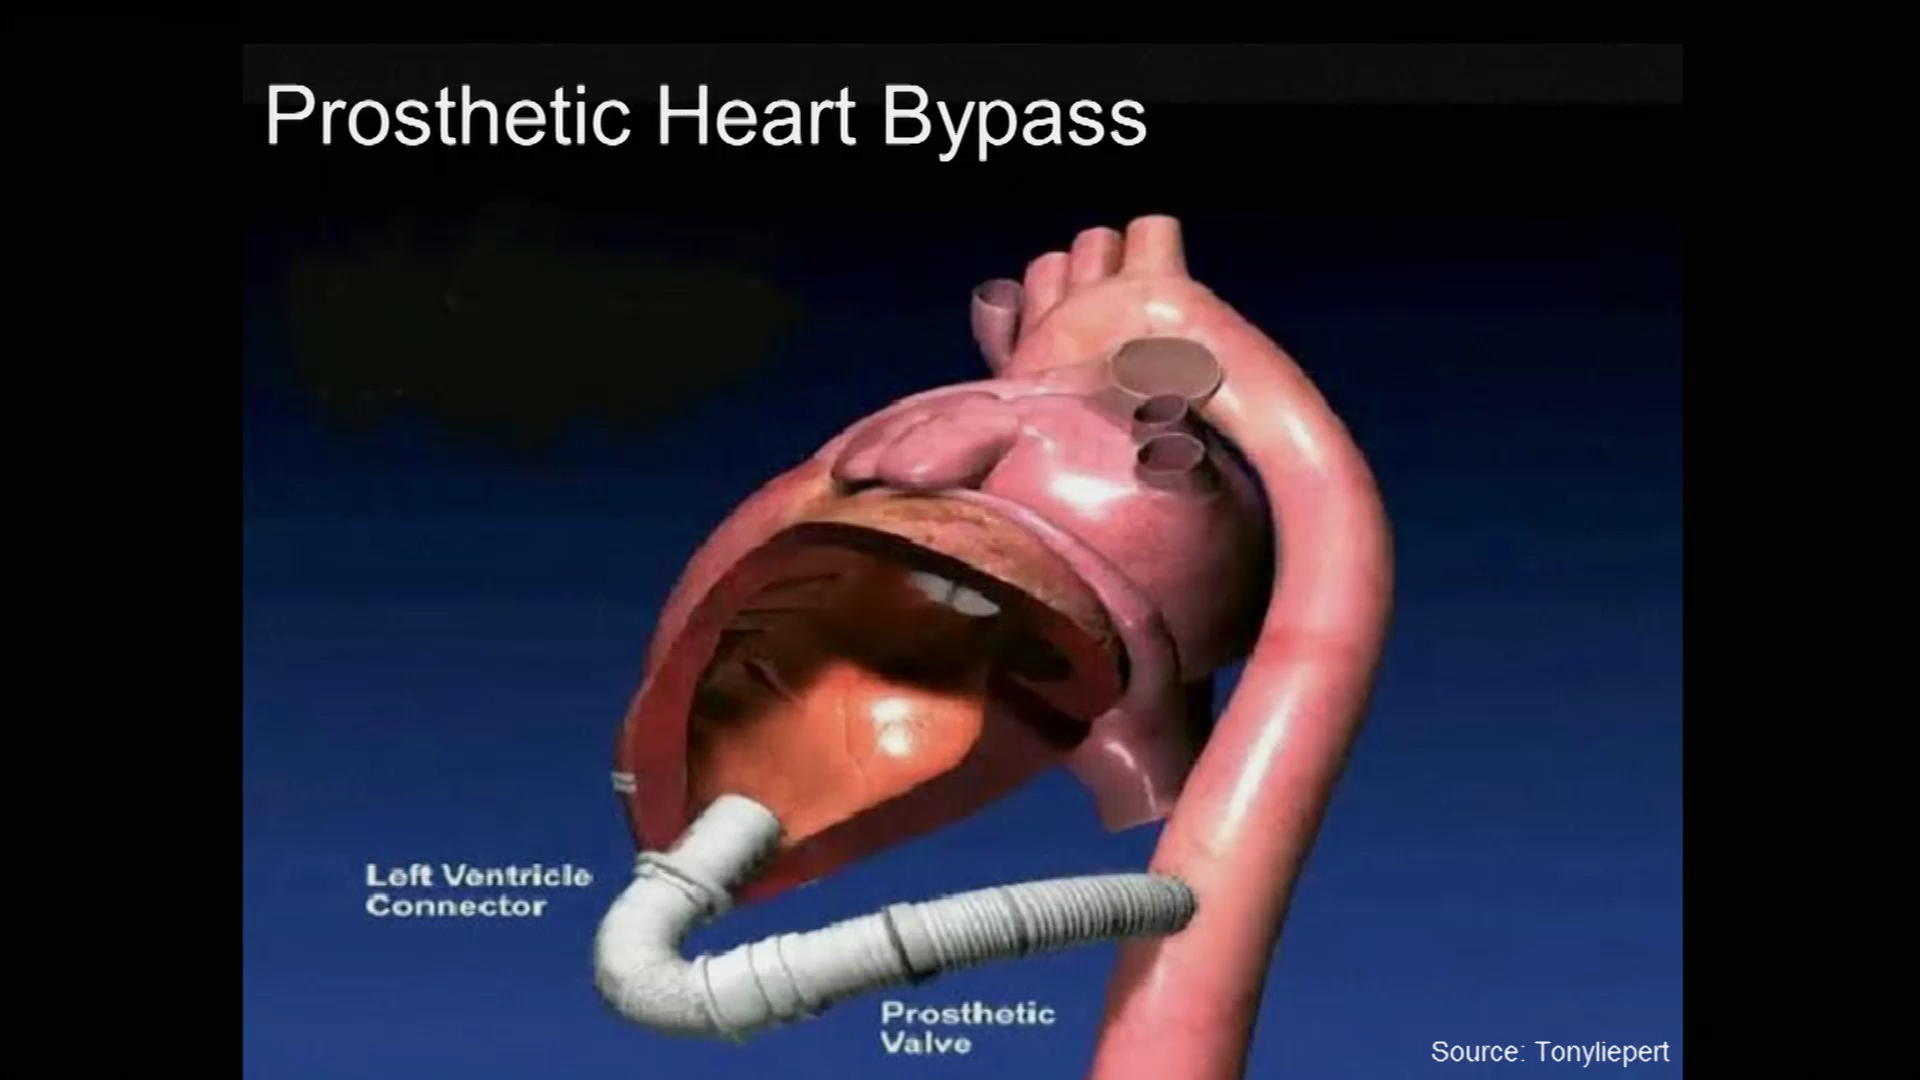 Prosthetic Heart Bypass
Left Ventricle
Connector
Prosthetic
Valve
Source: Tonyliepert